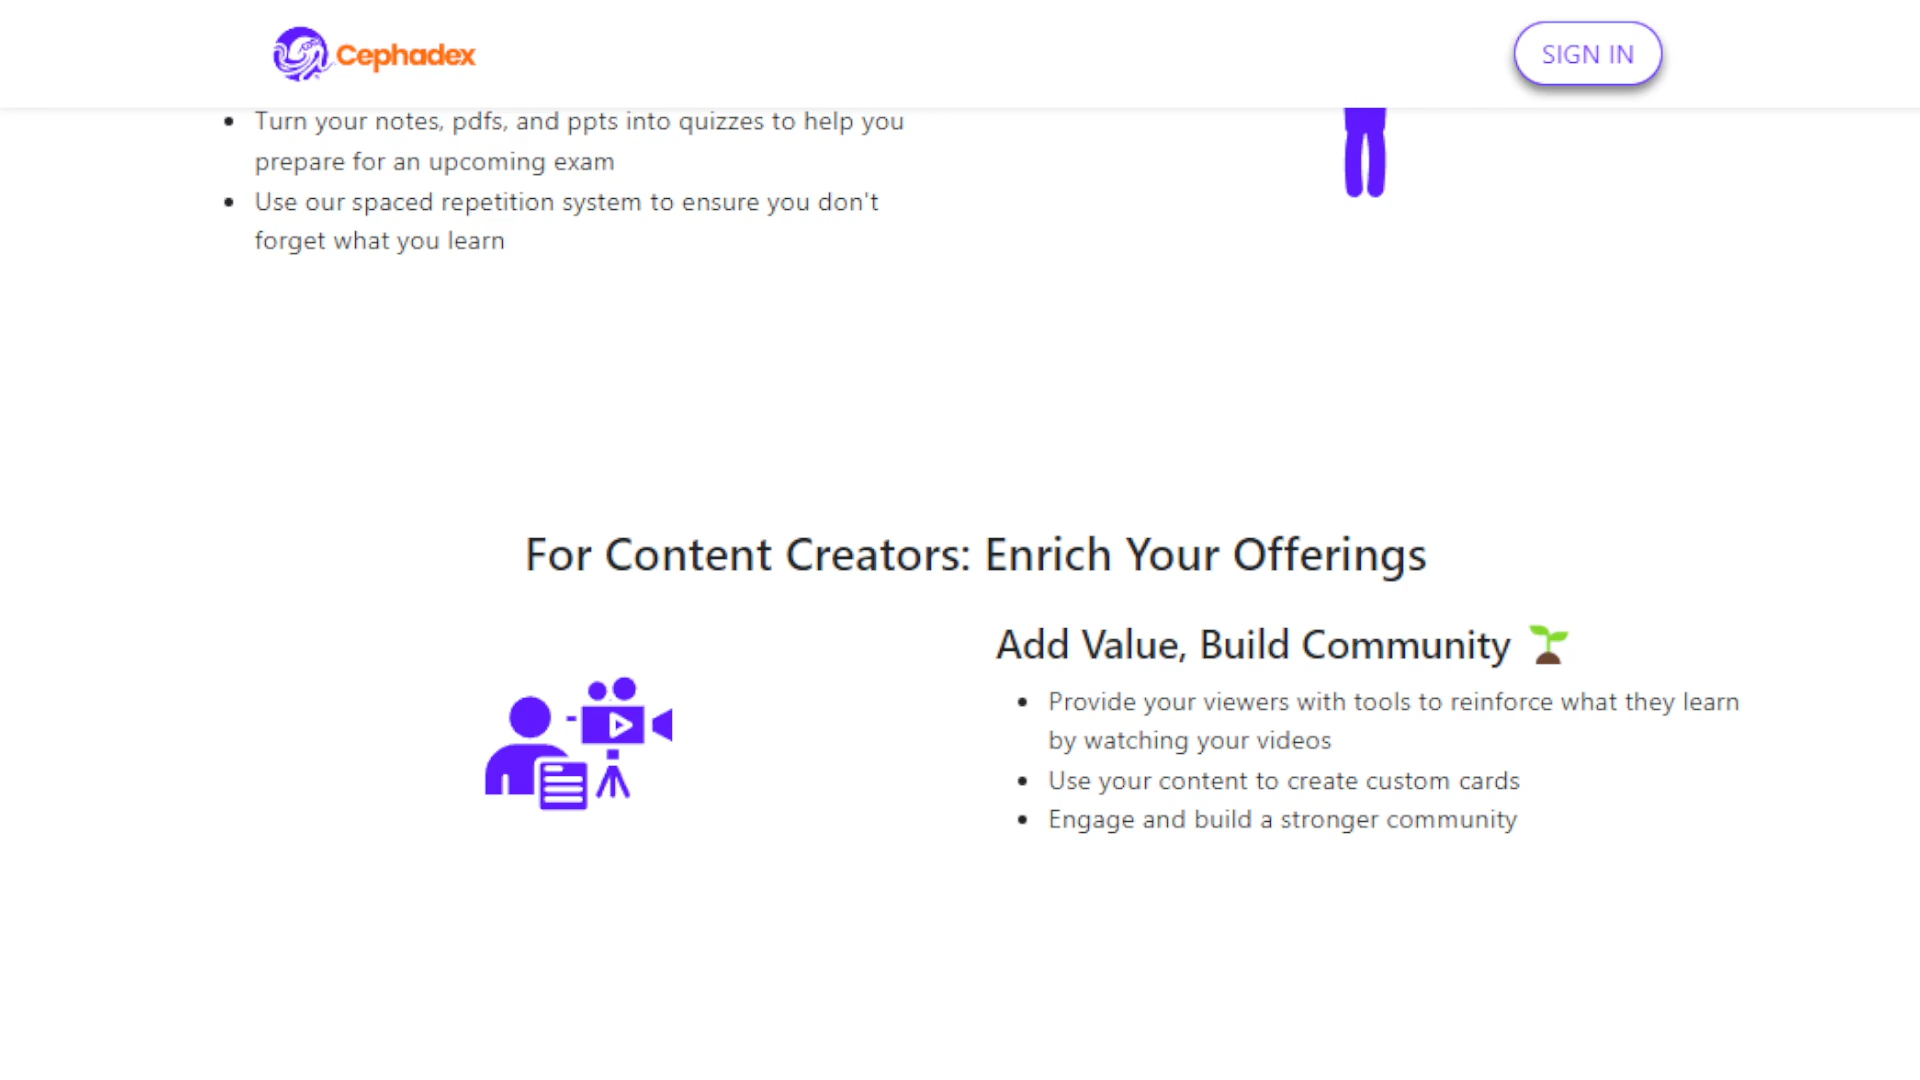 Cephadex
SIGN IN
Turn your notes, pdfs, and ppts into quizzes to help you
prepare for an upcoming exam
Use our spaced repetition system to ensure you don't
forget what you learn
For Content Creators: Enrich Your Offerings
Add Value, Build Community 🌱
Provide your viewers with tools to reinforce what they learn
by watching your videos
Use your content to create custom cards
Engage and build a stronger community